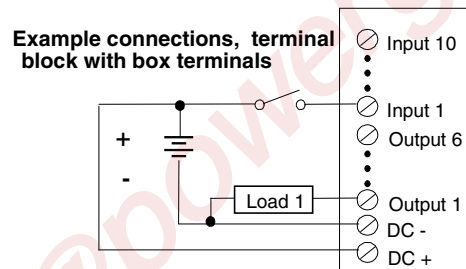 Example connections, terminal
block with box terminals
Input 10
Input 1
Output 6
+
-
Load 1
Output 1
DC -
DC +